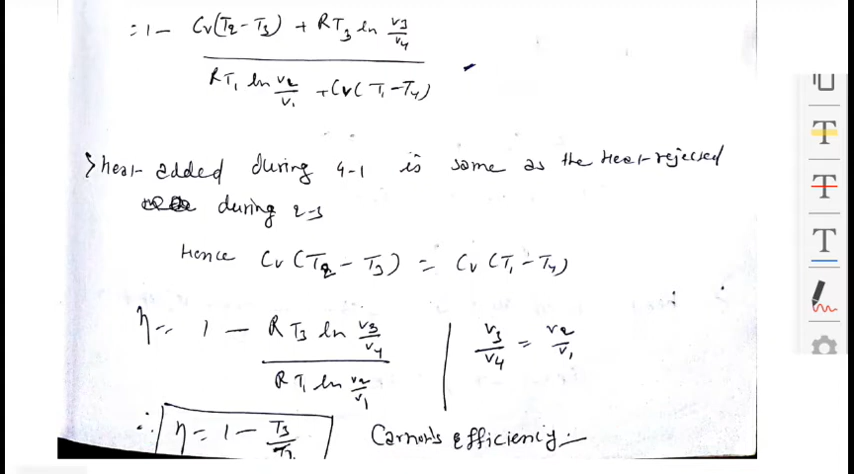 = 1 - Cv(T2 - T3) + RT3 ln v3/v4
RT1 ln v2/v1 + Cv(T1 - T4)
> heat added during 4-1 is same as the Heat rejected
during 2-3
Hence Cv (T2 - T3) = Cv (T1 - T4)
η = 1 - R T3 ln v3/v4 | v3/v4 = v2/v1
R T1 ln v2/v1
∴ η = 1 - T3/T1 Carnot's efficiency
T
T
T